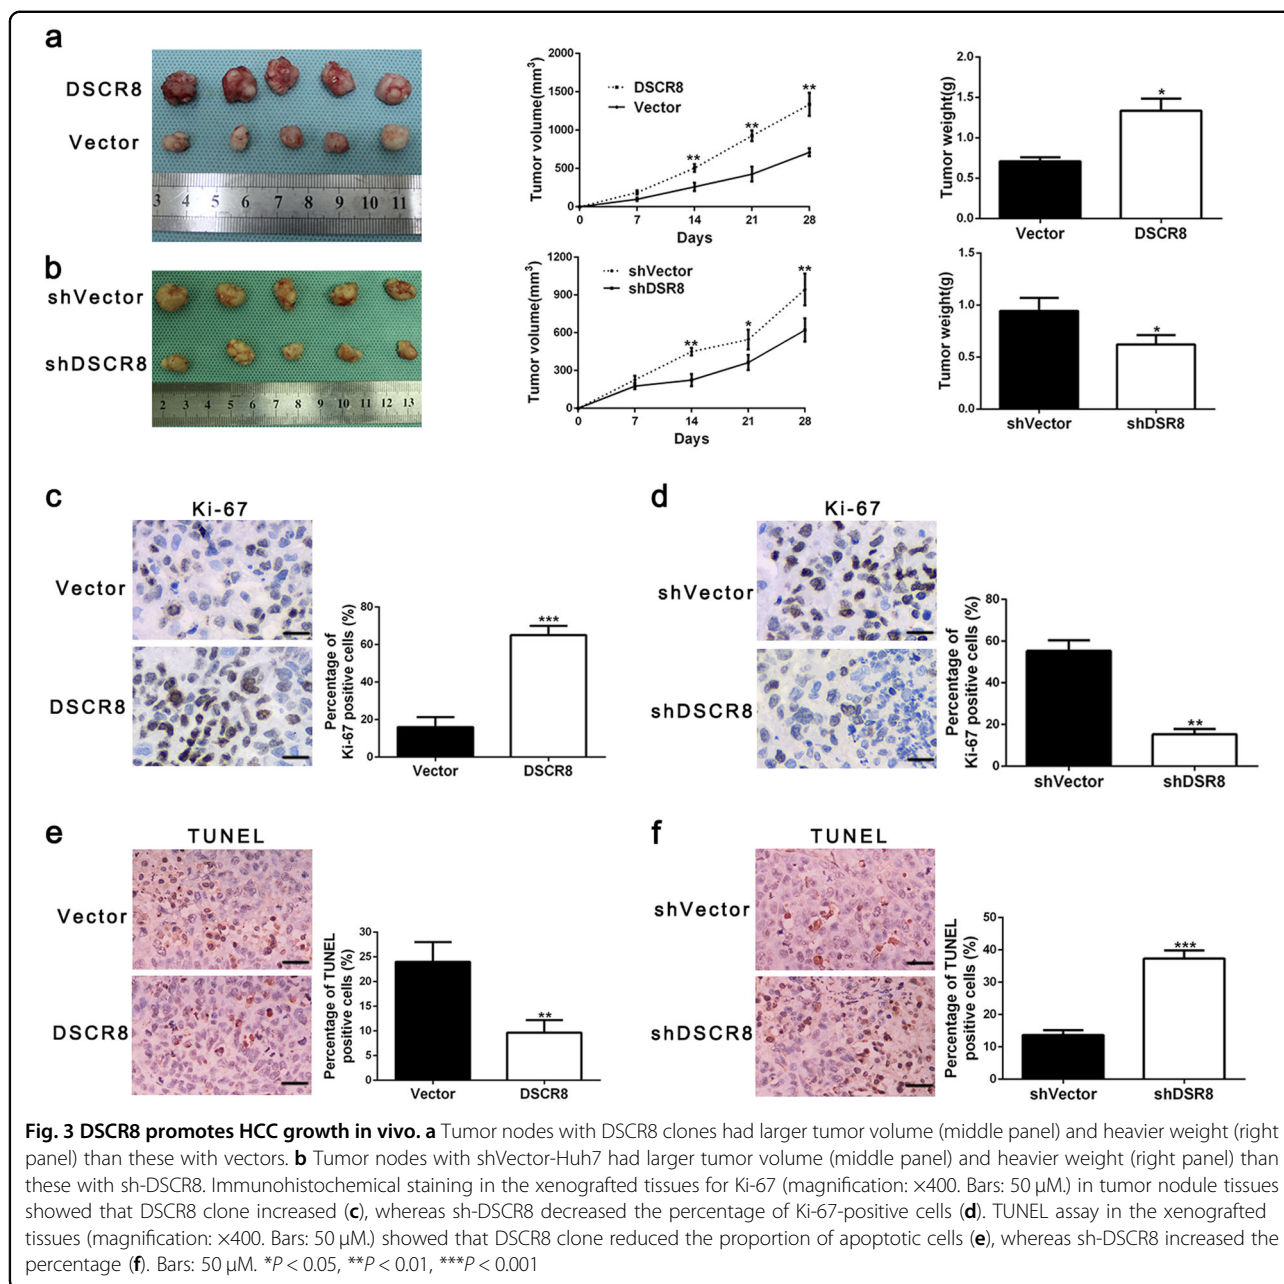 a
DSCR8
Vector
3 4 5 6 7 8 9 10 11
Tumor volume(mm³)
2000
1500
1000
500
0
DSCR8
Vector
**
**
**
0 7 14 21 28
Days
Tumor weight(g)
2.0
1.5
1.0
0.5
0.0
*
Vector DSCR8
b
shVector
shDSCR8
2 3 4 5 6 7 8 9 10 11 12 13
Tumor volume(mm³)
1200
900
600
300
0
shVector
shDSR8
**
*
**
0 7 14 21 28
Days
Tumor weight(g)
1.5
1.0
0.5
0.0
*
shVector shDSR8
c
Ki-67
Vector
DSCR8
Percentage of
Ki-67 positive cells (%)
80
60
40
20
0
***
Vector DSCR8
d
Ki-67
shVector
shDSCR8
Percentage of
Ki-67 positive cells (%)
80
60
40
20
0
**
shVector shDSR8
e
TUNEL
Vector
DSCR8
Percentage of TUNEL
positive cells (%)
30
25
20
15
10
5
0
**
Vector DSCR8
f
TUNEL
shVector
shDSCR8
Percentage of TUNEL
positive cells (%)
50
40
30
20
10
0
***
shVector shDSR8
Fig. 3 DSCR8 promotes HCC growth in vivo. a Tumor nodes with DSCR8 clones had larger tumor volume (middle panel) and heavier weight (right
panel) than these with vectors. b Tumor nodes with shVector-Huh7 had larger tumor volume (middle panel) and heavier weight (right panel) than
these with sh-DSCR8. Immunohistochemical staining in the xenografted tissues for Ki-67 (magnification: ×400. Bars: 50 µM.) in tumor nodule tissues
showed that DSCR8 clone increased (c), whereas sh-DSCR8 decreased the percentage of Ki-67-positive cells (d). TUNEL assay in the xenografted
tissues (magnification: ×400. Bars: 50 µM.) showed that DSCR8 clone reduced the proportion of apoptotic cells (e), whereas sh-DSCR8 increased the
percentage (f). Bars: 50 µM. *P < 0.05, **P < 0.01, ***P < 0.001